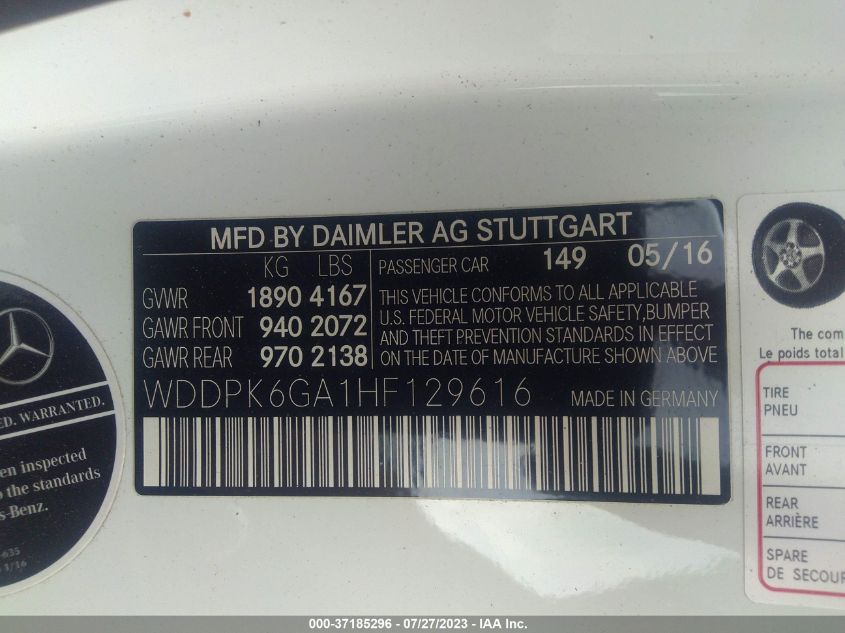 MFD BY DAIMLER AG STUTTGART
KG LBS
PASSENGER CAR 149 05/16
GVWR 1890 4167
GAWR FRONT 940 2072
GAWR REAR 970 2138
THIS VEHICLE CONFORMS TO ALL APPLICABLE
U.S. FEDERAL MOTOR VEHICLE SAFETY,BUMPER
AND THEFT PREVENTION STANDARDS IN EFFECT
ON THE DATE OF MANUFACTURE SHOWN ABOVE
WDDPK6GA1HF129616 MADE IN GERMANY
ED. WARRANTED.
en inspected
o the standards
s-Benz.
-635
3/16
The com
Le poids total
TIRE
PNEU
FRONT
AVANT
REAR
ARRIÈRE
SPARE
DE SECOUR
000-37185296 - 07/27/2023 - IAA Inc.